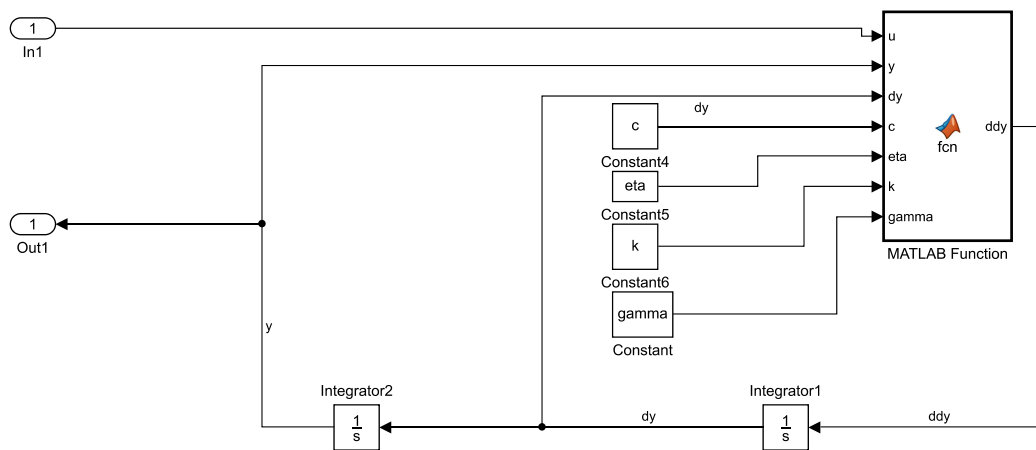 1
In1
u
y
dy
dy
c
c
Constant4
eta
eta
Constant5
k
k
Constant6
gamma
gamma
Constant
ddy
fcn
MATLAB Function
1
Out1
y
Integrator2
1
s
dy
Integrator1
1
s
ddy